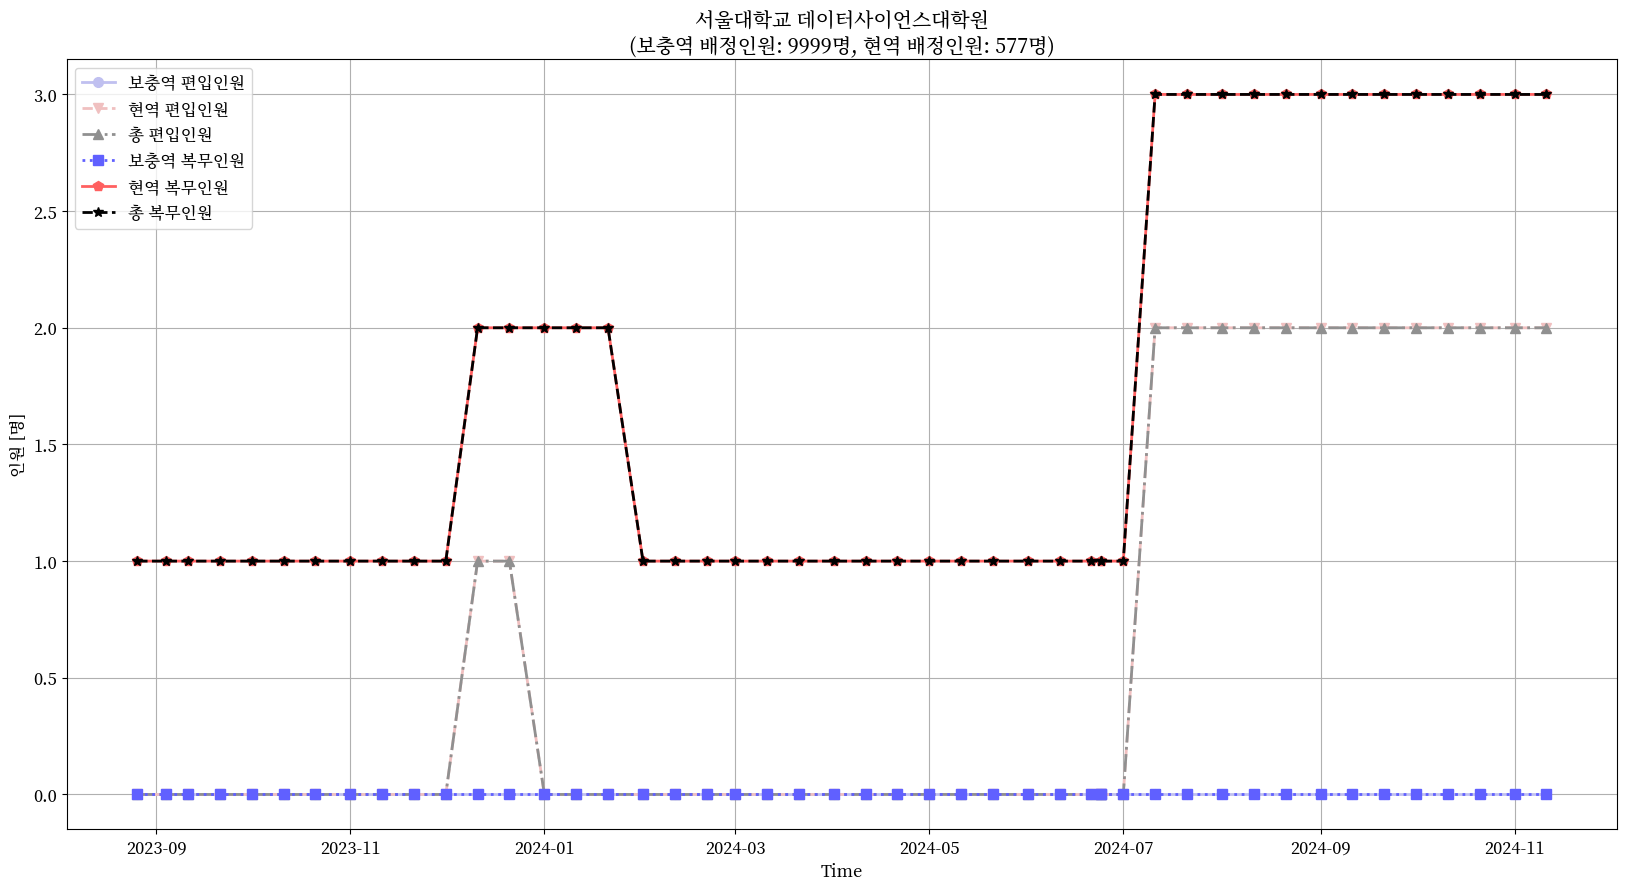 서울대학교 데이터사이언스대학원
(보충역 배정인원: 9999명, 현역 배정인원: 577명)
보충역 편입인원
현역 편입인원
총 편입인원
보충역 복무인원
현역 복무인원
총 복무인원
인원 [명]
3.0
2.5
2.0
1.5
1.0
0.5
0.0
2023-09 2023-11 2024-01 2024-03 2024-05 2024-07 2024-09 2024-11
Time